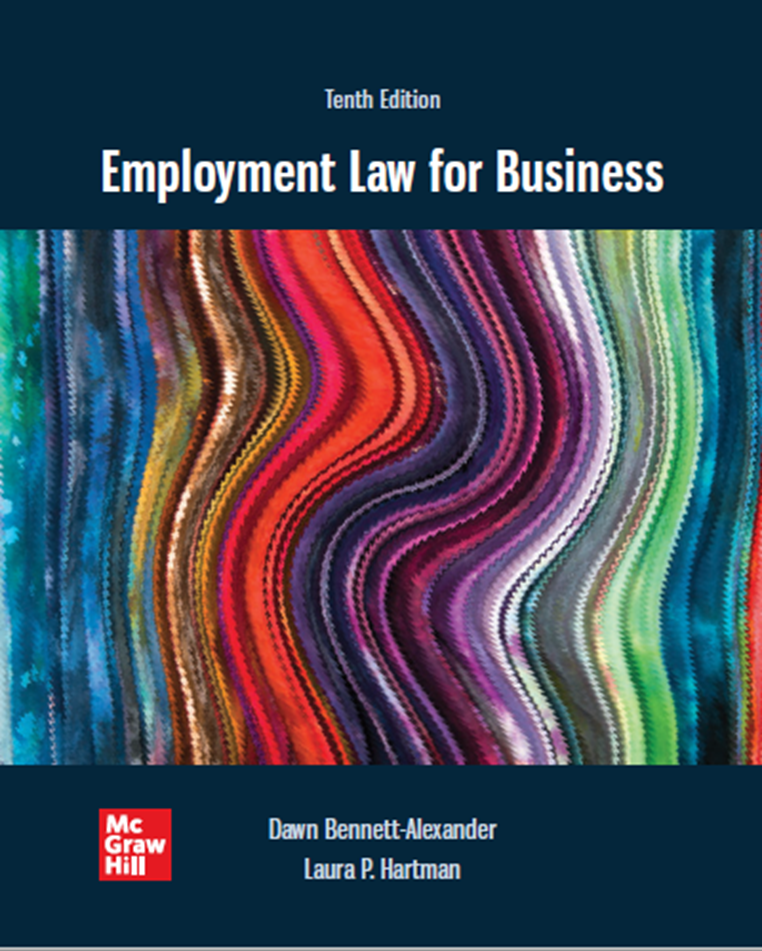 Tenth Edition
Employment Law for Business
Mc
Graw
Hill
Dawn Bennett-Alexander
Laura P. Hartman